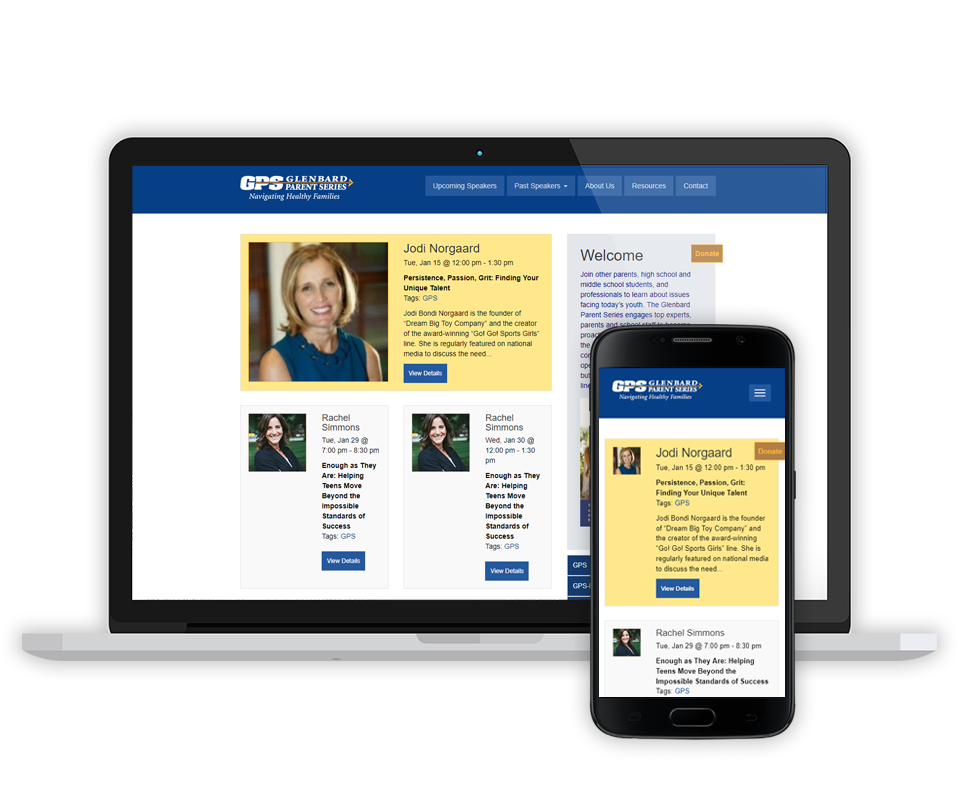 GPS GLENBARD
PARENT SERIES
Navigating Healthy Families
Upcoming Speakers
Past Speakers
About Us
Resources
Contact
Jodi Norgaard
Tue, Jan 15 @ 12:00 pm - 1:30 pm
Persistence, Passion, Grit: Finding Your
Unique Talent
Tags: GPS
Jodi Bondi Norgaard is the founder of
“Dream Big Toy Company” and the creator
of the award-winning “Go! Go! Sports Girls”
line. She is regularly featured on national
media to discuss the need...
View Details
Rachel
Simmons
Tue, Jan 29 @
7:00 pm - 8:30 pm
Enough as They
Are: Helping
Teens Move
Beyond the
Impossible
Standards of
Success
Tags: GPS
View Details
Rachel
Simmons
Wed, Jan 30 @
12:00 pm - 1:30
pm
Enough as They
Are: Helping
Teens Move
Beyond the
Impossible
Standards of
Success
Tags: GPS
View Details
Welcome
Donate
Join other parents, high school and
middle school students, and
professionals to learn about issues
facing today's youth. The Glenbard
Parent Series engages top experts,
parents and school staff to
the
but
line
GPS
GPS
GPS GLENBARD
PARENT SERIES
Navigating Healthy Families
Donate
Jodi Norgaard
Tue, Jan 15 @ 12:00 pm - 1:30 pm
Persistence, Passion, Grit:
Finding Your Unique Talent
Tags: GPS
Jodi Bondi Norgaard is the founder
of “Dream Big Toy Company” and
the creator of the award-winning
“Go! Go! Sports Girls” line. She is
regularly featured on national media
to discuss the need...
View Details
Rachel Simmons
Tue, Jan 29 @ 7:00 pm - 8:30 pm
Enough as They Are: Helping
Teens Move Beyond the
Impossible Standards of Success
Tags: GPS